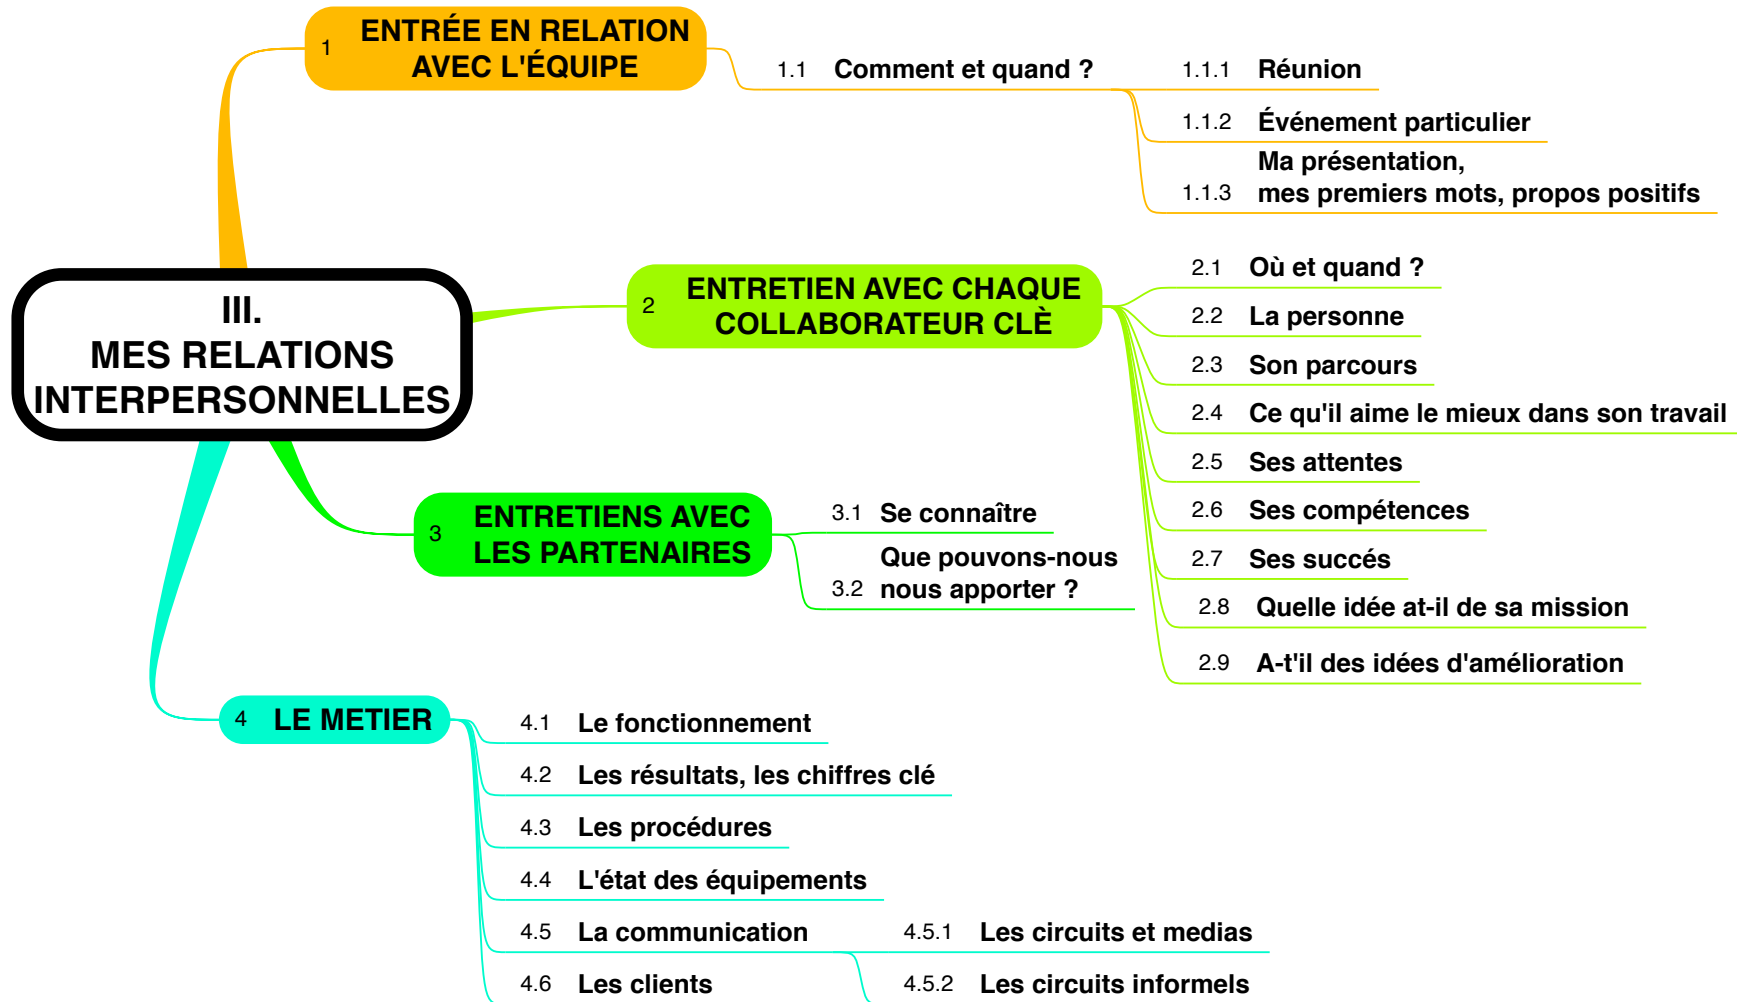 III.
MES RELATIONS
INTERPERSONNELLES
1 ENTRÉE EN RELATION
AVEC L'ÉQUIPE
1.1 Comment et quand ?
1.1.1 Réunion
1.1.2 Événement particulier
Ma présentation,
1.1.3 mes premiers mots, propos positifs
2 ENTRETIEN AVEC CHAQUE
COLLABORATEUR CLÈ
2.1 Où et quand ?
2.2 La personne
2.3 Son parcours
2.4 Ce qu'il aime le mieux dans son travail
2.5 Ses attentes
2.6 Ses compétences
2.7 Ses succés
2.8 Quelle idée at-il de sa mission
2.9 A-t'il des idées d'amélioration
3 ENTRETIENS AVEC
LES PARTENAIRES
3.1 Se connaître
Que pouvons-nous
3.2 nous apporter ?
4 LE METIER
4.1 Le fonctionnement
4.2 Les résultats, les chiffres clé
4.3 Les procédures
4.4 L'état des équipements
4.5 La communication
4.5.1 Les circuits et medias
4.5.2 Les circuits informels
4.6 Les clients